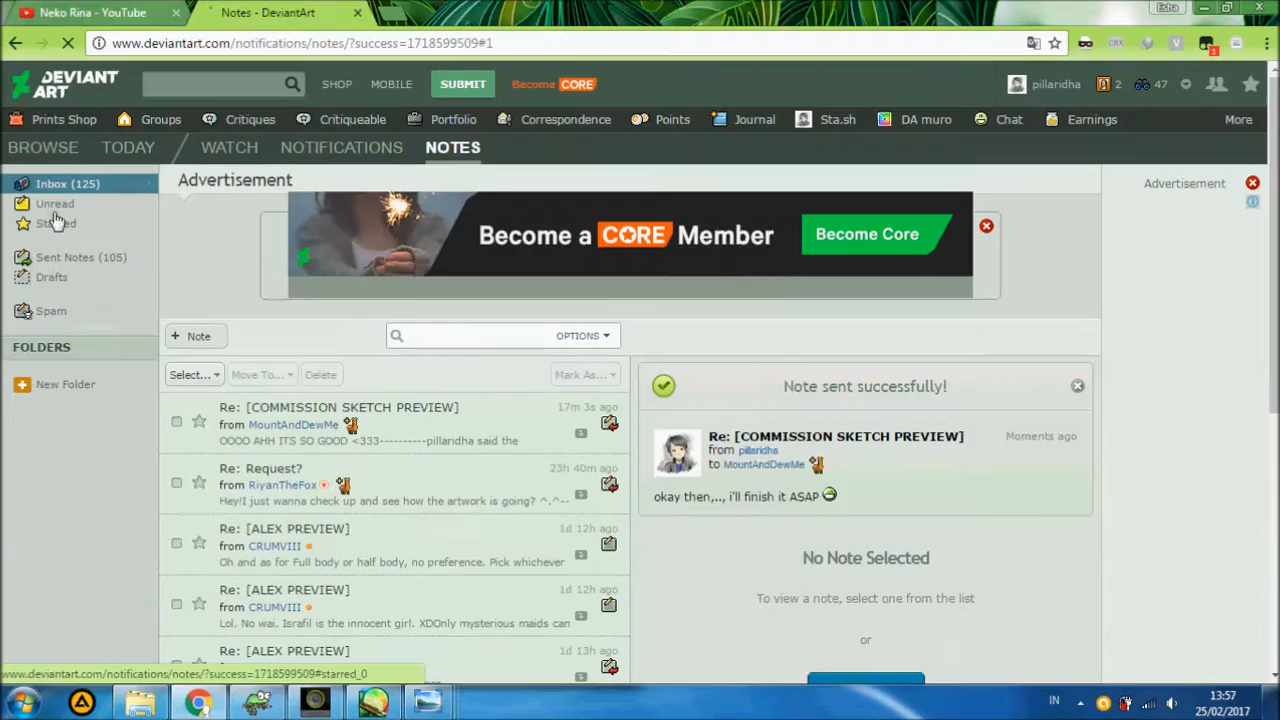 Neko Rina - YouTube
Notes - DeviantArt
Esha
www.deviantart.com/notifications/notes/?success=1718599509#1
1
DEVIANT ART
SHOP
MOBILE
SUBMIT
Become CORE
pillaridha
2
47
Prints Shop
Groups
Critiques
Critiqueable
Portfolio
Correspondence
Points
Journal
Sta.sh
DA muro
Chat
Earnings
More
BROWSE
TODAY
WATCH
NOTIFICATIONS
NOTES
Inbox (125)
Unread
Sent Notes (105)
Drafts
Spam
FOLDERS
New Folder
Advertisement
Become a CORE Member
Become Core
Advertisement
+ Note
OPTIONS
Select...
Move To...
Delete
Mark As...
Re: [COMMISSION SKETCH PREVIEW]
17m 3s ago
from MountAndDewMe
OOOO AHH ITS SO GOOD <333----------pillaridha said the
Re: Request?
23h 40m ago
from RiyanTheFox
Hey!I just wanna check up and see how the artwork is going? ^.^--
Re: [ALEX PREVIEW]
1d 12h ago
from CRUMVIII
Oh and as for Full body or half body, no preference. Pick whichever
Re: [ALEX PREVIEW]
1d 12h ago
from CRUMVIII
Lol. No wai. Israfil is the innocent girl. XDOnly mysterious maids can
Re: [ALEX PREVIEW]
1d 13h ago
Note sent successfully!
Re: [COMMISSION SKETCH PREVIEW]
Moments ago
from pillaridha
to MountAndDewMe
okay then,.., i'll finish it ASAP
No Note Selected
To view a note, select one from the list
or
www.deviantart.com/notifications/notes/?success=1718599509#starred_0
IN
13:57
25/02/2017